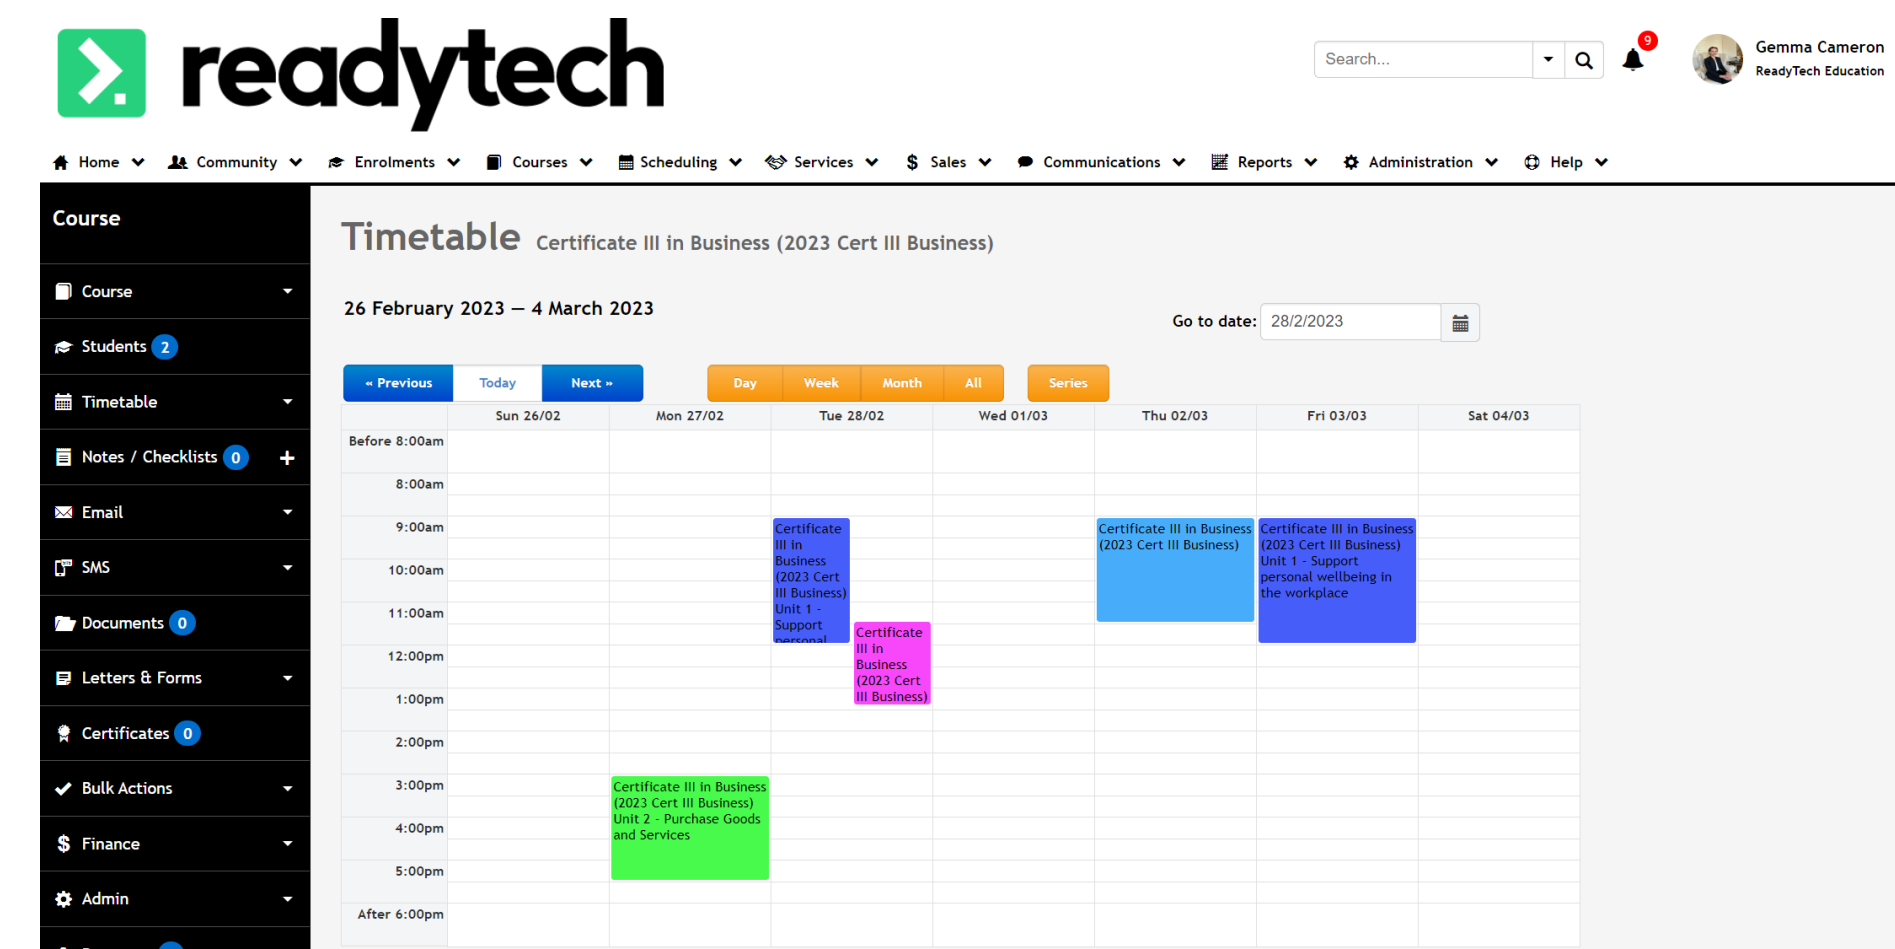 readytech
Search...
9
Gemma Cameron
ReadyTech Education
Home Community Enrolments Courses Scheduling Services $ Sales Communications Reports Administration Help
Course
Course
Students 2
Timetable
Notes / Checklists 0 +
Email
SMS
Documents 0
Letters & Forms
Certificates 0
Bulk Actions
$ Finance
Admin
Timetable Certificate III in Business (2023 Cert III Business)
26 February 2023 — 4 March 2023
Go to date: 28/2/2023
« Previous Today Next » Day Week Month All Series
Sun 26/02 Mon 27/02 Tue 28/02 Wed 01/03 Thu 02/03 Fri 03/03 Sat 04/03
Before 8:00am
8:00am
9:00am
10:00am
11:00am
12:00pm
1:00pm
2:00pm
3:00pm
4:00pm
5:00pm
After 6:00pm
Certificate III in Business
(2023 Cert III Business)
Unit 2 - Purchase Goods
and Services
Certificate
III in
Business
(2023 Cert
III Business)
Unit 1 -
Support
personal
Certificate
III in
Business
(2023 Cert
III Business)
Certificate III in Business
(2023 Cert III Business)
Certificate III in Business
(2023 Cert III Business)
Unit 1 - Support
personal wellbeing in
the workplace